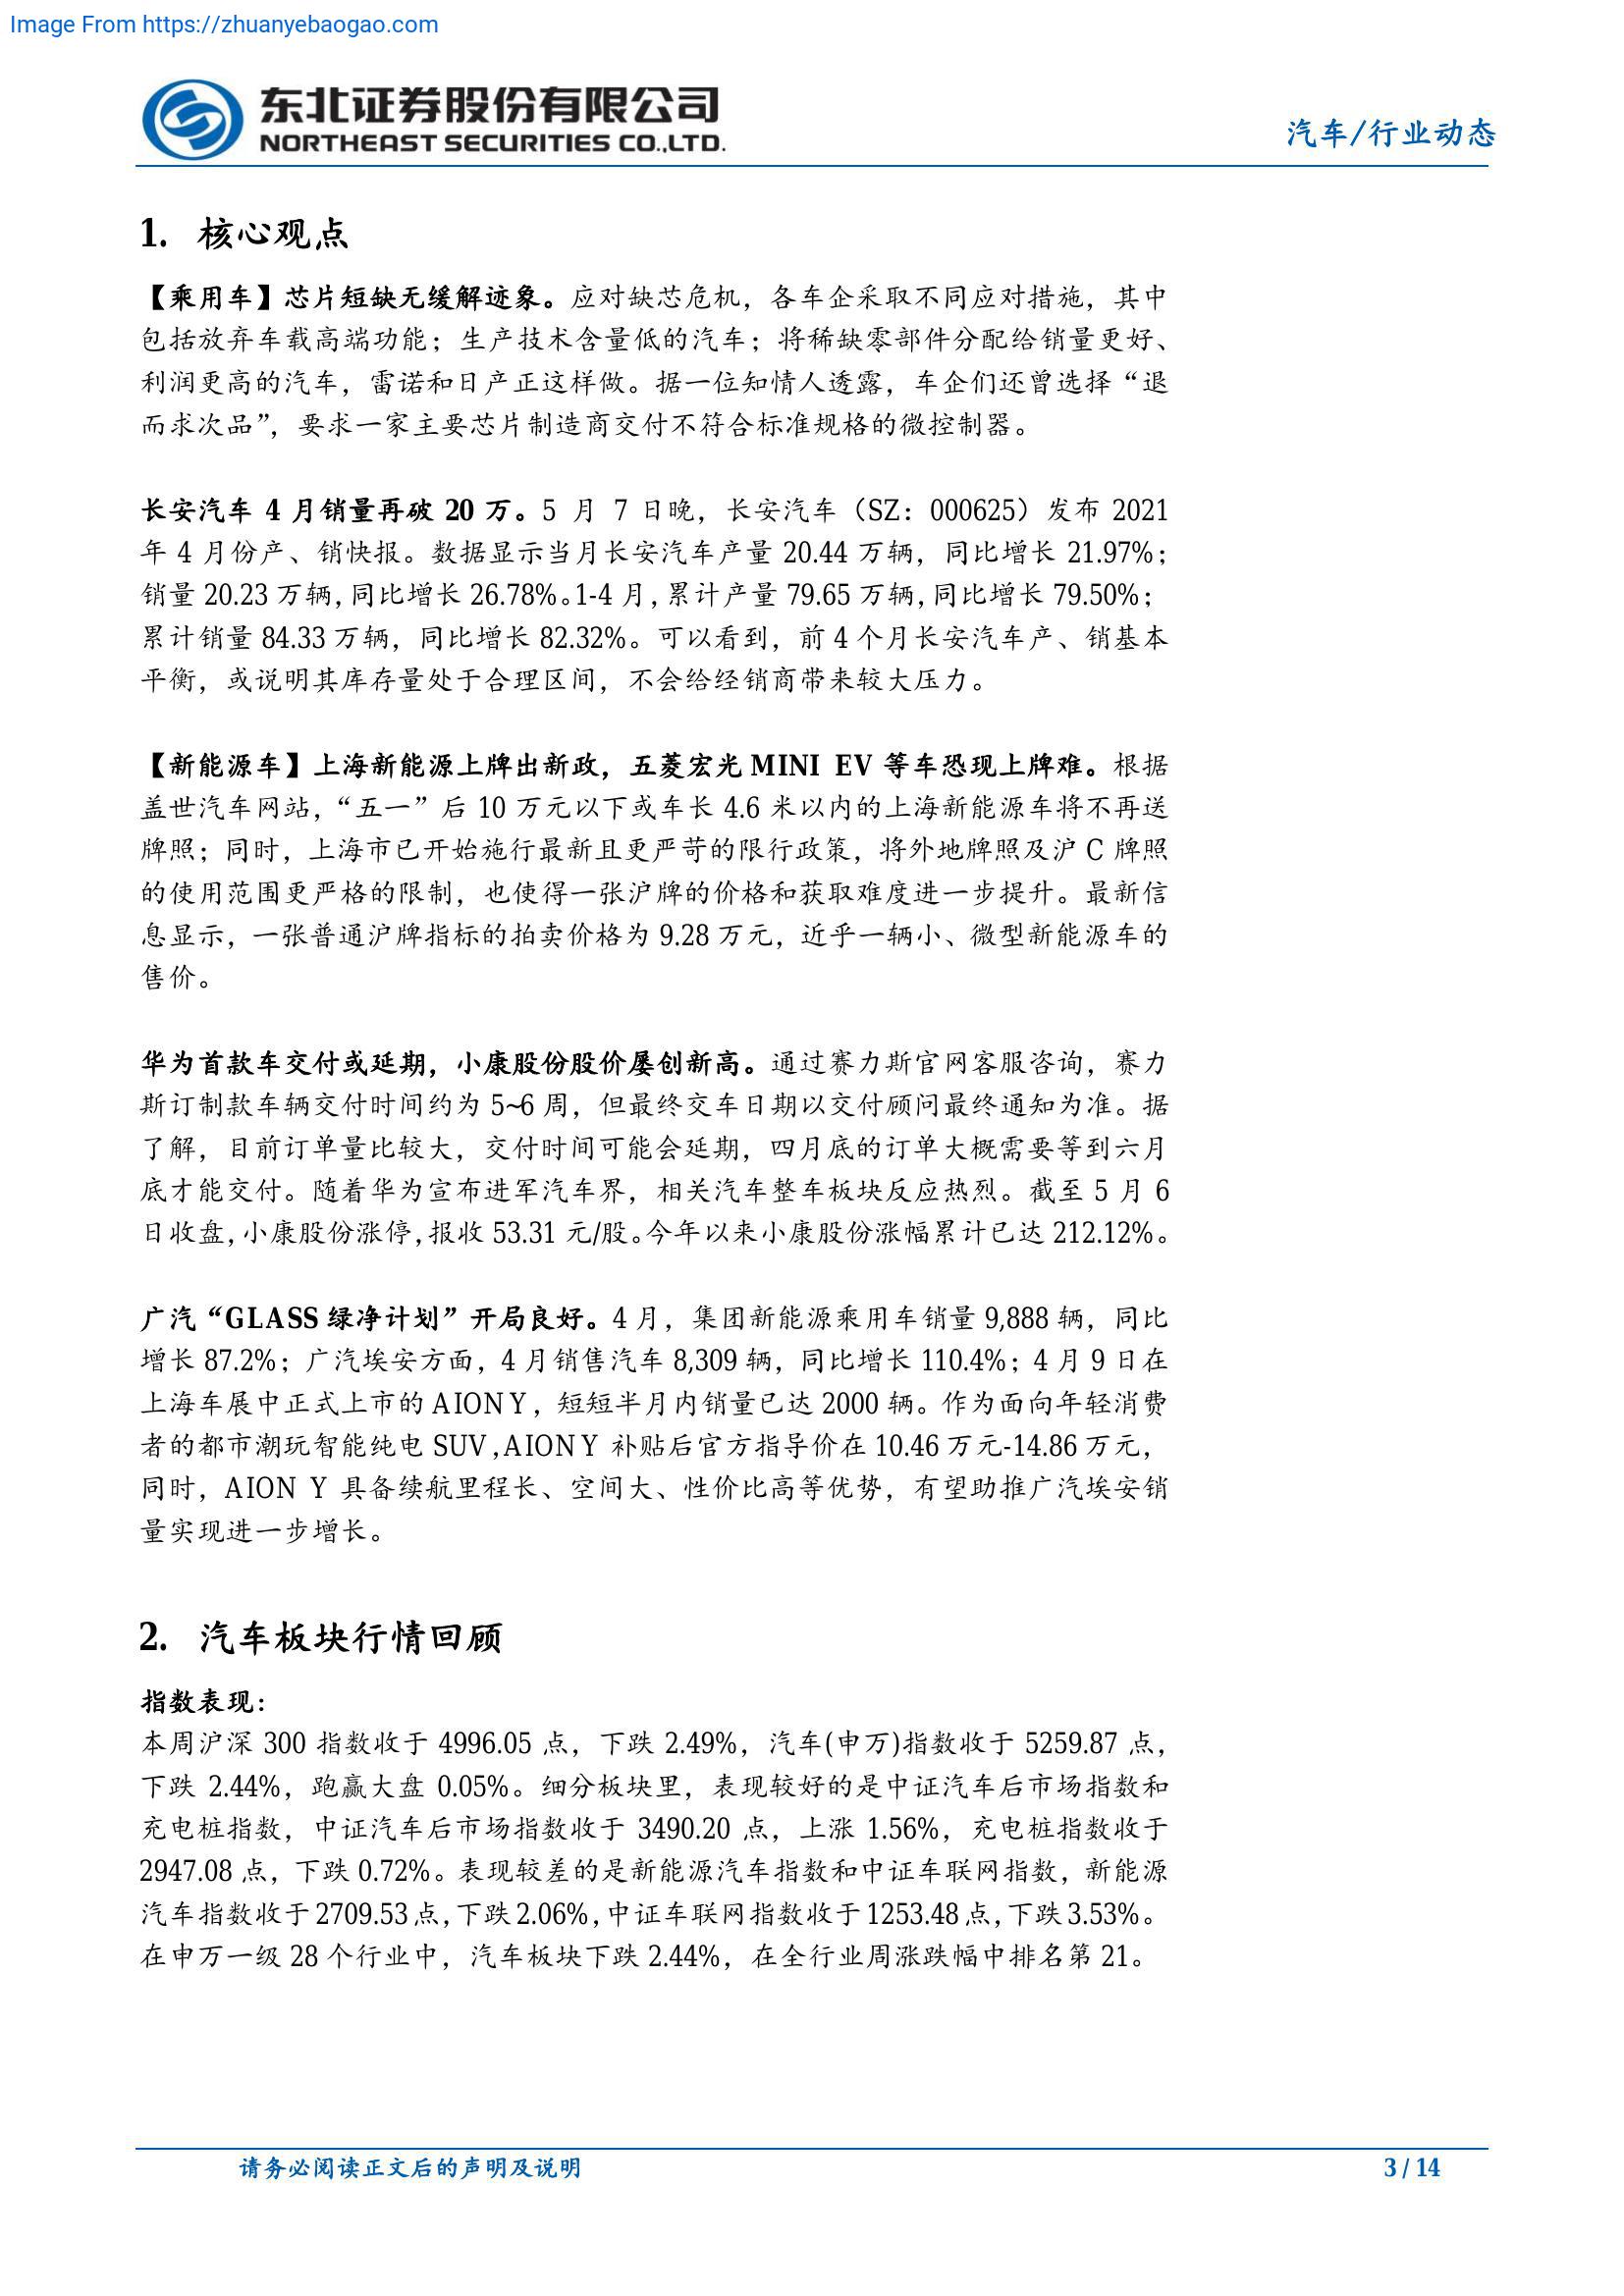 Image From https://zhuanyebaogao.com
东北证券股份有限公司
NORTHEAST SECURITIES CO.,LTD.
汽车/行业动态
1. 核心观点
【乘用车】芯片短缺无缓解迹象。应对缺芯危机，各车企采取不同应对措施，其中
包括放弃车载高端功能；生产技术含量低的汽车；将稀缺零部件分配给销量更好、
利润更高的汽车，雷诺和日产正这样做。据一位知情人透露，车企们还曾选择“退
而求次品”，要求一家主要芯片制造商交付不符合标准规格的微控制器。
长安汽车 4 月销量再破 20 万。5 月 7 日晚，长安汽车（SZ：000625）发布 2021
年 4 月份产、销快报。数据显示当月长安汽车产量 20.44 万辆，同比增长 21.97%；
销量 20.23 万辆，同比增长 26.78%。1-4 月，累计产量 79.65 万辆，同比增长 79.50%；
累计销量 84.33 万辆，同比增长 82.32%。可以看到，前 4 个月长安汽车产、销基本
平衡，或说明其库存量处于合理区间，不会给经销商带来较大压力。
【新能源车】上海新能源上牌出新政，五菱宏光 MINI EV 等车恐现上牌难。根据
盖世汽车网站，“五一”后 10 万元以下或车长 4.6 米以内的上海新能源车将不再送
牌照；同时，上海市已开始施行最新且更严苛的限行政策，将外地牌照及沪 C 牌照
的使用范围更严格的限制，也使得一张沪牌的价格和获取难度进一步提升。最新信
息显示，一张普通沪牌指标的拍卖价格为 9.28 万元，近乎一辆小、微型新能源车的
售价。
华为首款车交付或延期，小康股份股价屡创新高。通过赛力斯官网客服咨询，赛力
斯订制款车辆交付时间约为 5~6 周，但最终交车日期以交付顾问最终通知为准。据
了解，目前订单量比较大，交付时间可能会延期，四月底的订单大概需要等到六月
底才能交付。随着华为宣布进军汽车界，相关汽车整车板块反应热烈。截至 5 月 6
日收盘，小康股份涨停，报收 53.31 元/股。今年以来小康股份涨幅累计已达 212.12%。
广汽“GLASS 绿净计划”开局良好。4 月，集团新能源乘用车销量 9,888 辆，同比
增长 87.2%；广汽埃安方面，4 月销售汽车 8,309 辆，同比增长 110.4%；4 月 9 日在
上海车展中正式上市的 AION Y，短短半月内销量已达 2000 辆。作为面向年轻消费
者的都市潮玩智能纯电 SUV，AION Y 补贴后官方指导价在 10.46 万元-14.86 万元，
同时，AION Y 具备续航里程长、空间大、性价比高等优势，有望助推广汽埃安销
量实现进一步增长。
2. 汽车板块行情回顾
指数表现：
本周沪深 300 指数收于 4996.05 点，下跌 2.49%，汽车(申万)指数收于 5259.87 点，
下跌 2.44%，跑赢大盘 0.05%。细分板块里，表现较好的是中证汽车后市场指数和
充电桩指数，中证汽车后市场指数收于 3490.20 点，上涨 1.56%，充电桩指数收于
2947.08 点，下跌 0.72%。表现较差的是新能源汽车指数和中证车联网指数，新能源
汽车指数收于 2709.53 点，下跌 2.06%，中证车联网指数收于 1253.48 点，下跌 3.53%。
在申万一级 28 个行业中，汽车板块下跌 2.44%，在全行业周涨跌幅中排名第 21。
请务必阅读正文后的声明及说明
3 / 14